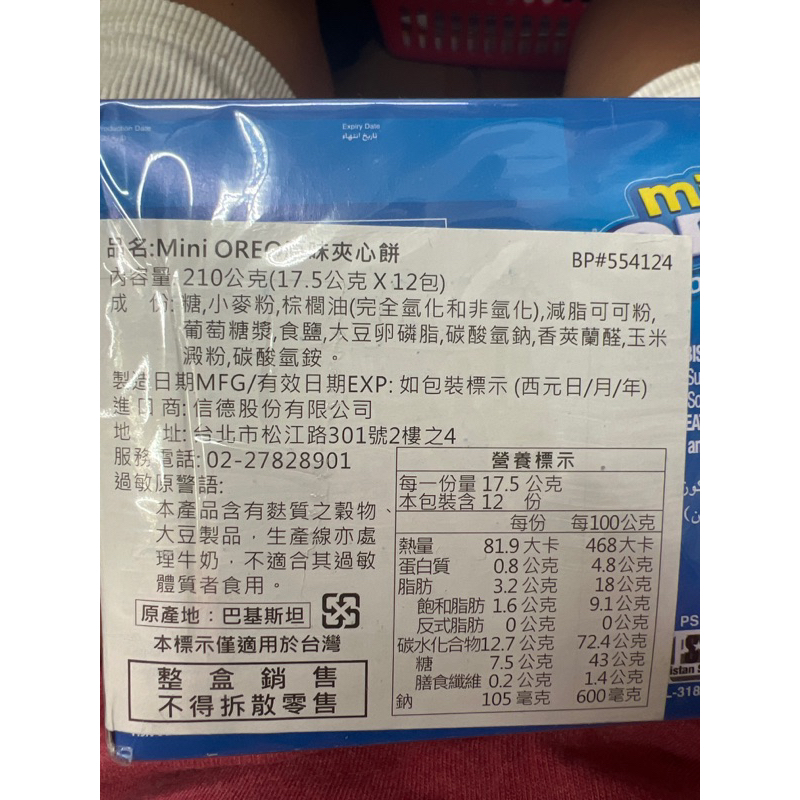 Production Date
Expiry Date
تاريخ انتهاء
mi
品名:Mini OREO原味夾心餅
BP#554124
內容量:210公克(17.5公克X12包)
成 份:糖,小麥粉,棕櫚油(完全氫化和非氫化),減脂可可粉,
葡萄糖漿,食鹽,大豆卵磷脂,碳酸氫鈉,香莢蘭醛,玉米
澱粉,碳酸氫銨。
製造日期MFG/有效日期EXP: 如包裝標示 (西元日/月/年)
進口商:信德股份有限公司
地 址:台北市松江路301號2樓之4
服務電話:02-27828901
過敏原警語:
本產品含有麩質之穀物、
大豆製品,生產線亦處
理牛奶,不適合其過敏
體質者食用。
原產地:巴基斯坦
本標示僅適用於台灣
整盒銷售
不得拆散零售
營養標示
每一份量 17.5 公克
本包裝含 12 份
每份 每100公克
熱量 81.9 大卡 468大卡
蛋白質 0.8 公克 4.8公克
脂肪 3.2 公克 18公克
飽和脂肪 1.6 公克 9.1公克
反式脂肪 0 公克 0公克
碳水化合物12.7 公克 72.4公克
糖 7.5 公克 43公克
膳食纖維 0.2 公克 1.4公克
鈉 105 毫克 600毫克
BIS
Su
So
EA
an
PS
istan S
L-318